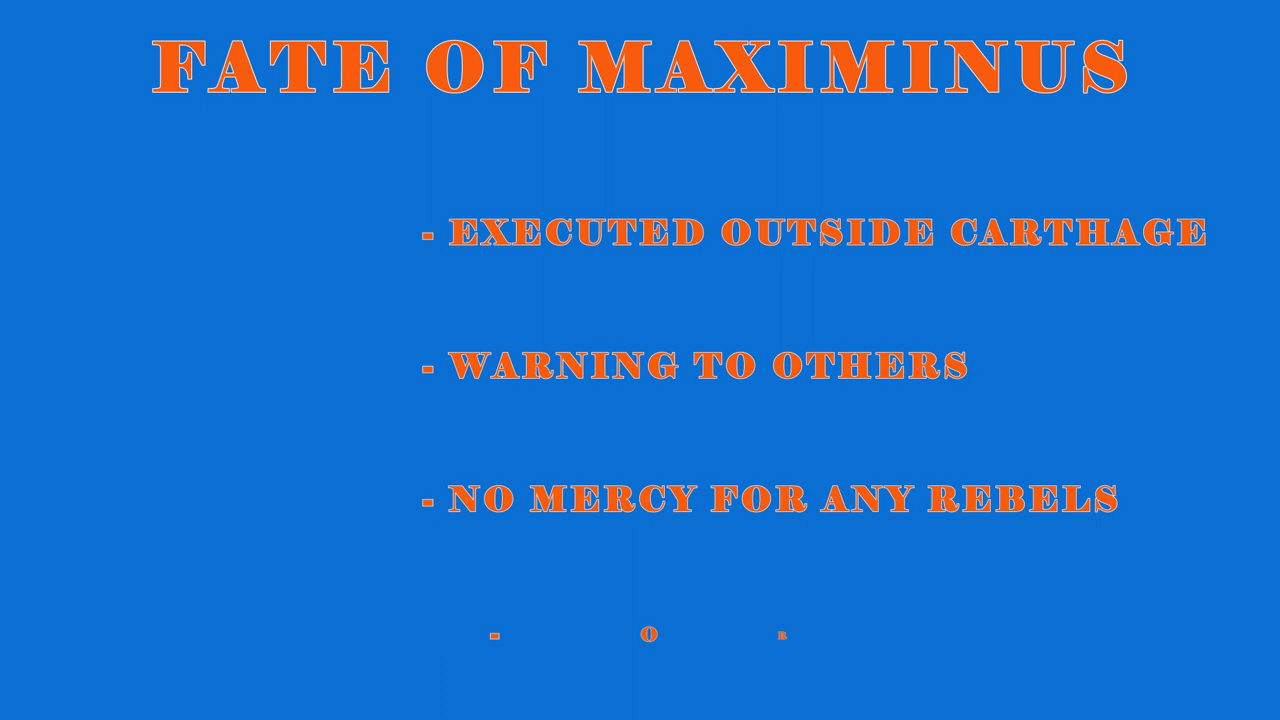 FATE OF MAXIMINUS
- EXECUTED OUTSIDE CARTHAGE
- WARNING TO OTHERS
- NO MERCY FOR ANY REBELS
- O R